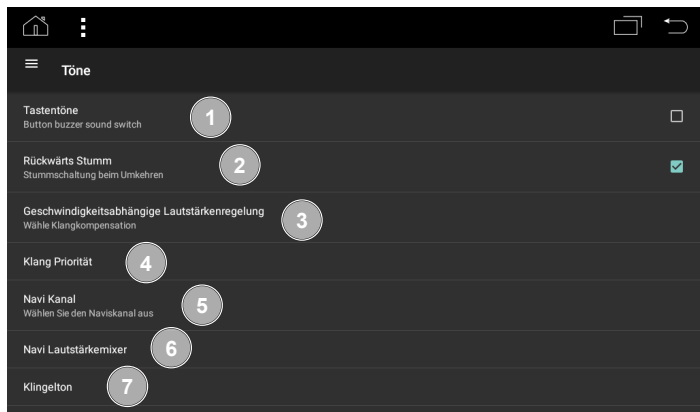 Töne
Tastentöne
1
Button buzzer sound switch
Rückwärts Stumm
2
Stummschaltung beim Umkehren
Geschwindigkeitsabhängige Lautstärkenregelung
3
Wähle Klangkompensation
Klang Priorität
4
Navi Kanal
5
Wählen Sie den Naviskanal aus
Navi Lautstärkemixer
6
Klingelton
7